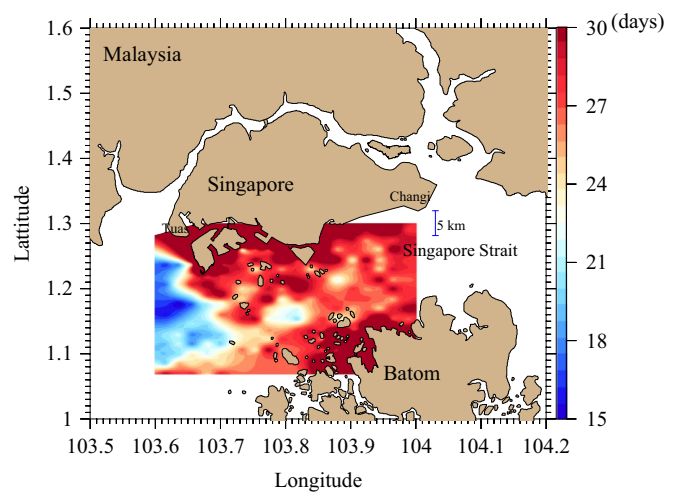 1.6
30 (days)
Malaysia
1.5
27
1.4
24
Singapore
Changi
1.3
Tuas
5 km
Singapore Strait
Lattitude
21
1.2
18
1.1
Batom
1
15
103.5 103.6 103.7 103.8 103.9 104 104.1 104.2
Longitude